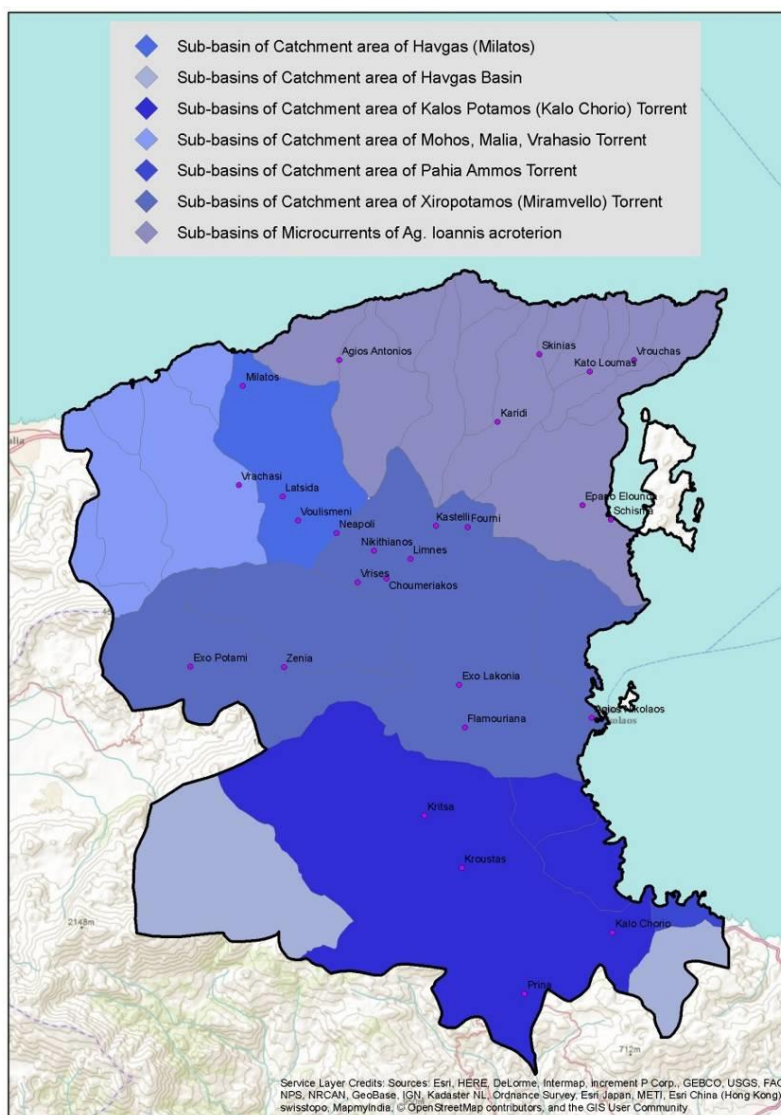 Sub-basin of Catchment area of Havgas (Milatos)
Sub-basins of Catchment area of Havgas Basin
Sub-basins of Catchment area of Kalos Potamos (Kalo Chorio) Torrent
Sub-basins of Catchment area of Mohos, Malia, Vrahasio Torrent
Sub-basins of Catchment area of Pahia Ammos Torrent
Sub-basins of Catchment area of Xiropotamos (Miramvello) Torrent
Sub-basins of Microcurrents of Ag. Ioannis acroterion
Skinias
Agios Antonios
Vrouchas
Kato Loumas
Milatos
Karidi
Vrachasi
Latsida
Epano Elounda
Schisma
Voulismeni
Neapoli
Kastelli
Fourni
Nikithianos
Limnes
Vrises
Choumeriakos
Exo Potami
Zenia
Exo Lakonia
Flamouriana
Agios Nikolaos
Kritsa
Kroustas
2148m
Kalo Chorio
Prina
712m
Service Layer Credits: Sources: Esri, HERE, DeLorme, Intermap, increment P Corp., GEBCO, USGS, FAO
NPS, NRCAN, GeoBase, IGN, Kadaster NL, Ordnance Survey, Esri Japan, METI, Esri China (Hong Kong
swisstopo, MapmyIndia, © OpenStreetMap contributors, and the GIS User Community